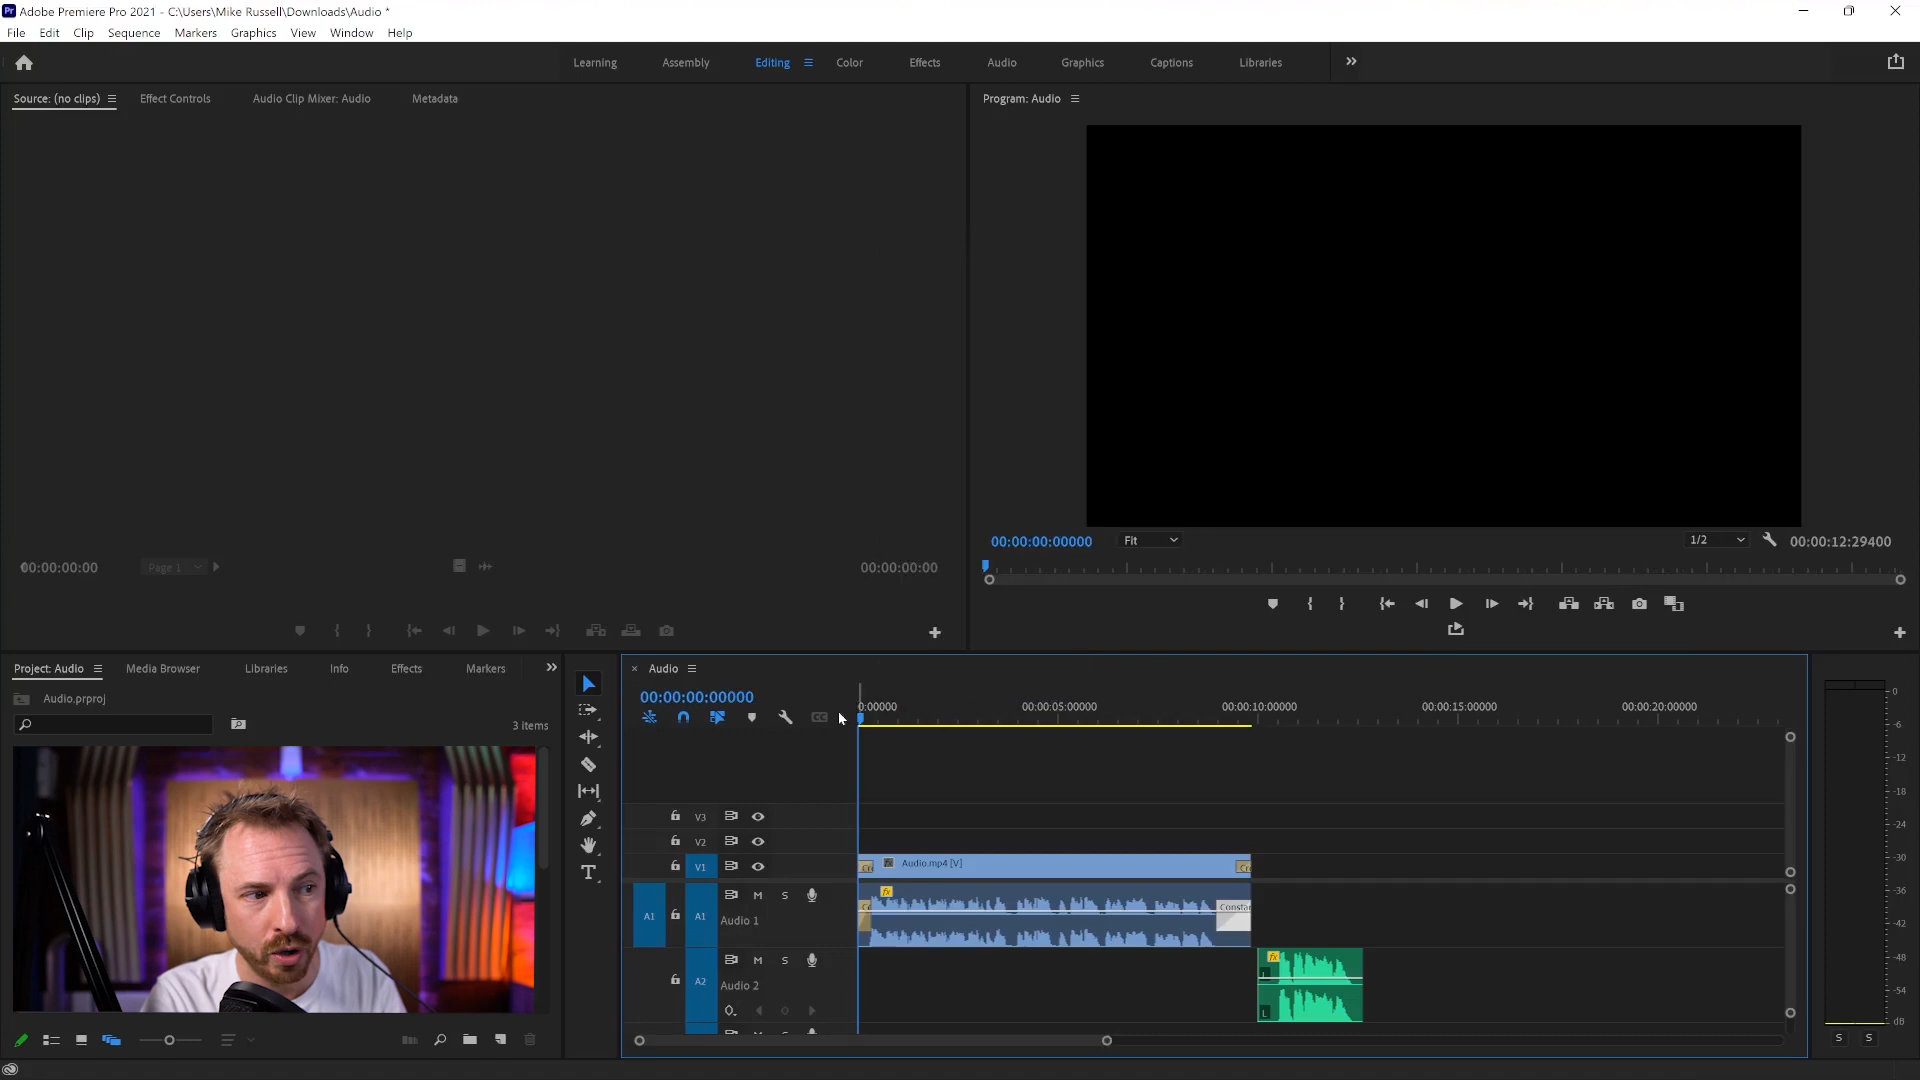 Pr Adobe Premiere Pro 2021 - C:\Users\Mike Russell\Downloads\Audio *
File Edit Clip Sequence Markers Graphics View Window Help
Learning Assembly Editing Color Effects Audio Graphics Captions Libraries
Source: (no clips) Effect Controls Audio Clip Mixer: Audio Metadata
Program: Audio
00:00:00:00000 Fit 1/2 00:00:12:29400
00:00:00:00 Page 1 00:00:00:00
Project: Audio Media Browser Libraries Info Effects Markers
Audio.prproj
3 items
Audio
00:00:00:00000
0:00000 00:00:05:00000 00:00:10:00000 00:00:15:00000 00:00:20:00000
CC
V3
V2
V1 Audio.mp4 [V]
A1 A1 M S
fx
Constar
Audio 1
A2 M S
fx
Audio 2
L
L
0
-6
-12
-18
-24
-30
-36
-42
-48
-54
dB
S S